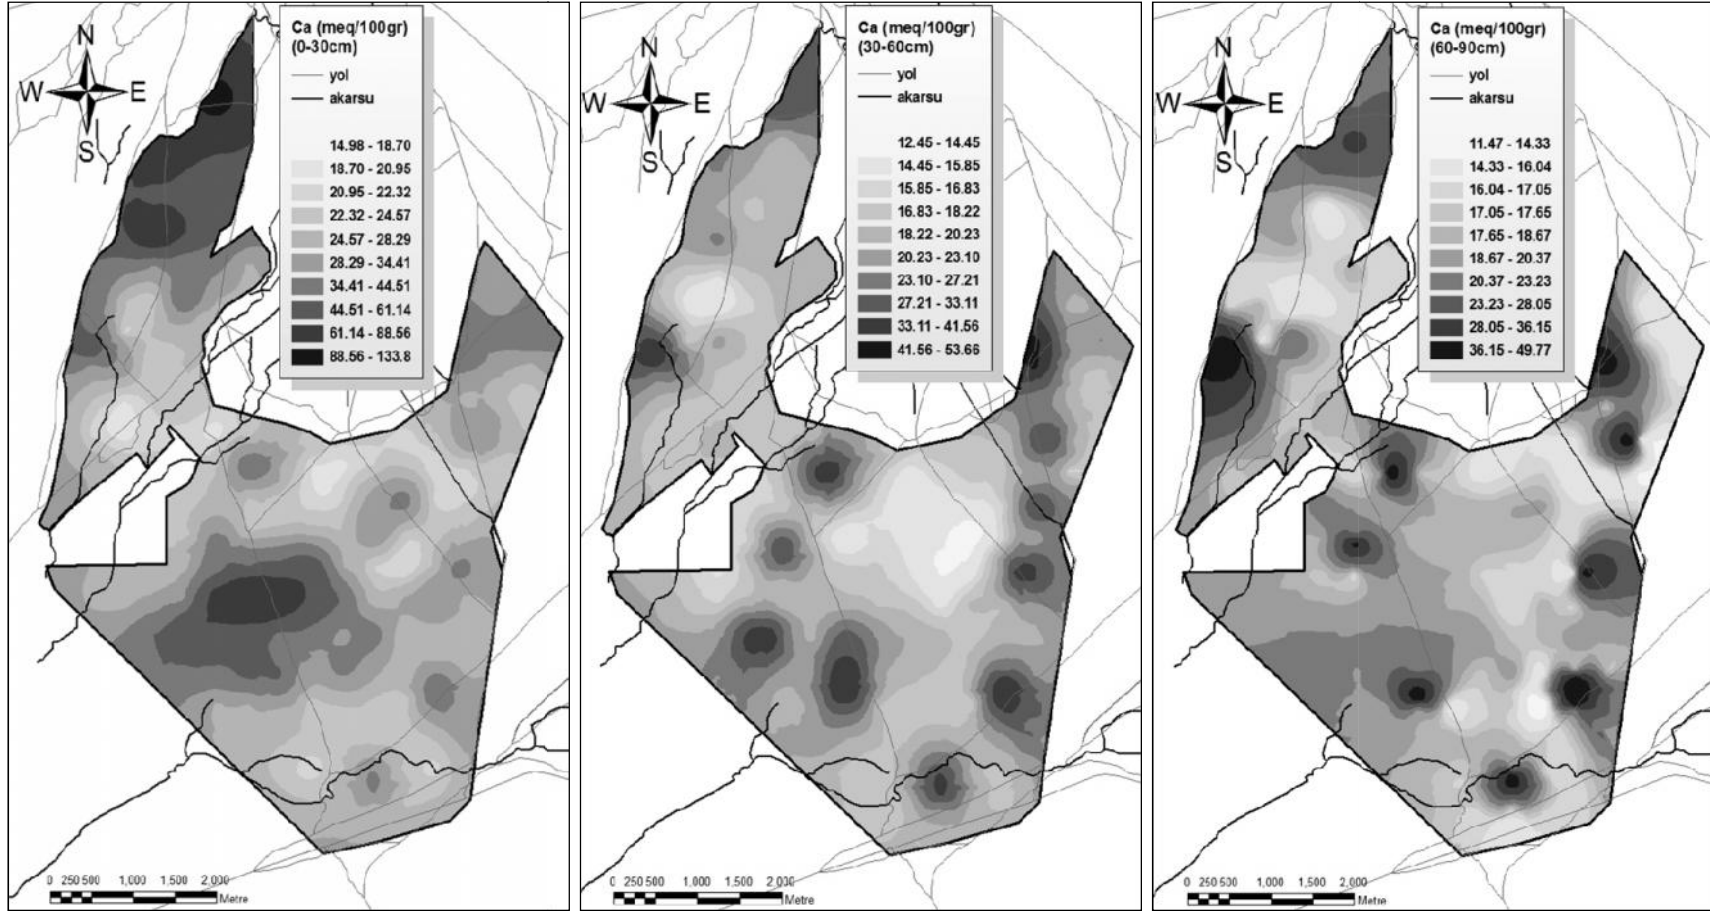 N
W E
S
Ca (meq/100gr)
(0-30cm)
yol
akarsu
14.98 - 18.70
18.70 - 20.95
20.95 - 22.32
22.32 - 24.57
24.57 - 28.29
28.29 - 34.41
34.41 - 44.51
44.51 - 61.14
61.14 - 88.56
88.56 - 133.8
0 250 500 1,000 1,500 2,000
Metre
N
W E
S
Ca (meq/100gr)
(30-60cm)
yol
akarsu
12.45 - 14.45
14.45 - 15.85
15.85 - 16.83
16.83 - 18.22
18.22 - 20.23
20.23 - 23.10
23.10 - 27.21
27.21 - 33.11
33.11 - 41.56
41.56 - 53.66
0 250 500 1,000 1,500 2,000
Metre
N
W E
S
Ca (meq/100gr)
(60-90cm)
yol
akarsu
11.47 - 14.33
14.33 - 16.04
16.04 - 17.05
17.05 - 17.65
17.65 - 18.67
18.67 - 20.37
20.37 - 23.23
23.23 - 28.05
28.05 - 36.15
36.15 - 49.77
0 250 500 1,000 1,500 2,000
Metre